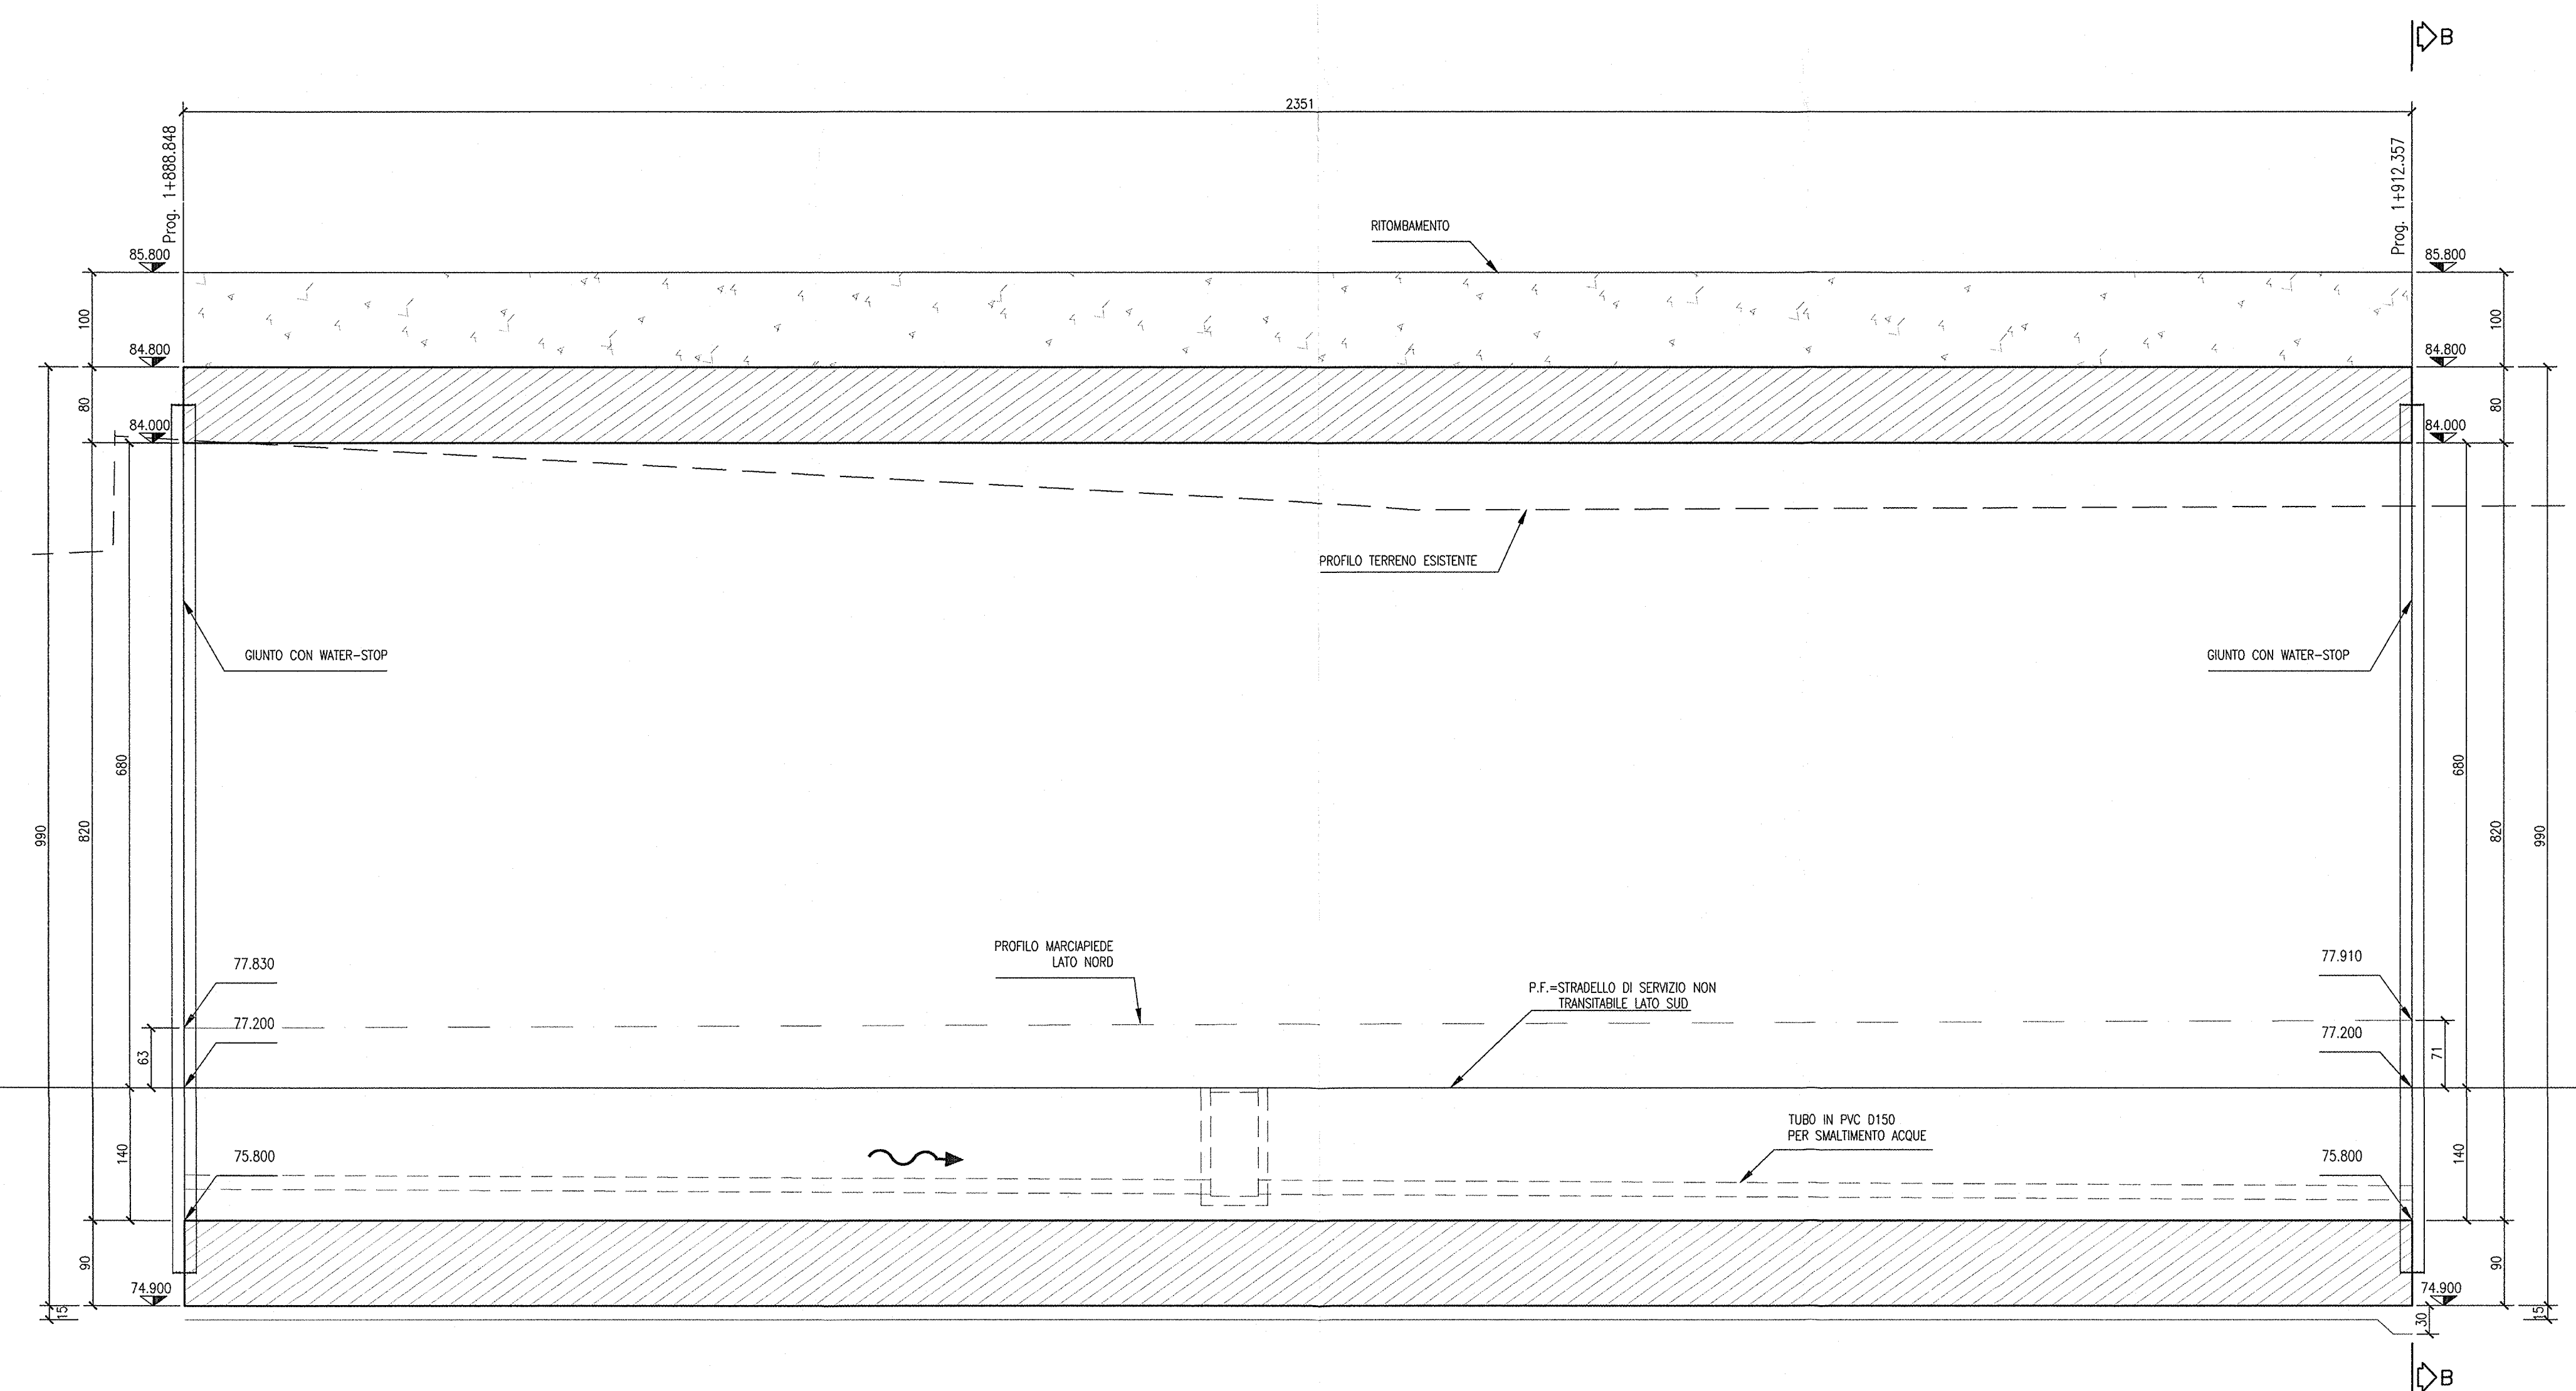 B
2351
Prog. 1+888.848
Prog. 1+912.357
RITOMBAMENTO
85.800
85.800
100
100
84.800
84.800
80
80
84.000
84.000
PROFILO TERRENO ESISTENTE
GIUNTO CON WATER-STOP
GIUNTO CON WATER-STOP
680
680
990
820
820
990
PROFILO MARCIAPIEDE
LATO NORD
77.830
77.910
P.F.=STRADELLO DI SERVIZIO NON
TRANSITABILE LATO SUD
77.200
77.200
63
71
TUBO IN PVC D150
PER SMALTIMENTO ACQUE
140
140
75.800
75.800
90
90
74.900
74.900
15
30
15
B